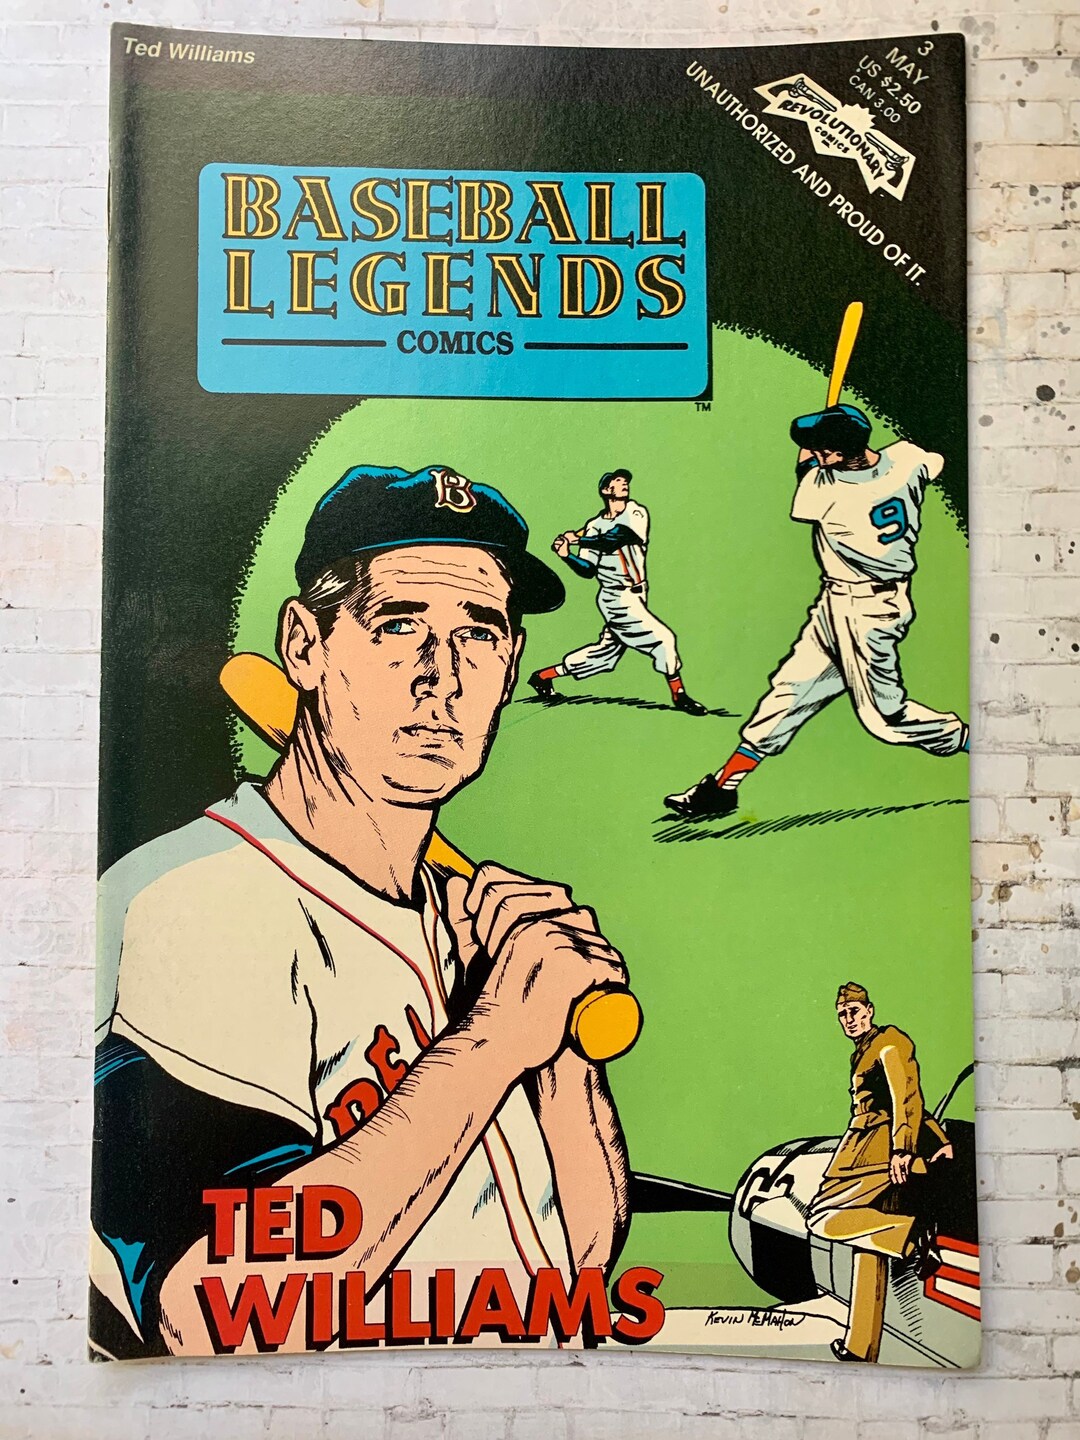 Ted Williams
3
MAY
US $2.50
CAN 3.00
REVOLUTIONARY
COMICS
UNAUTHORIZED AND PROUD OF IT.
BASEBALL
LEGENDS
COMICS
TM
B
9
RED
TED
WILLIAMS
KEVIN McMAHON